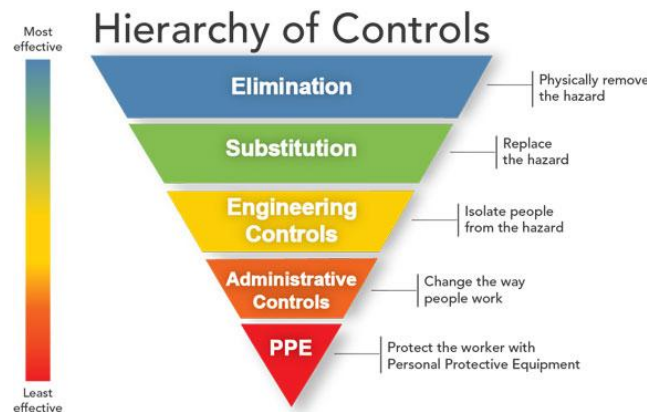 Hierarchy of Controls
Most
effective
Elimination
Physically remove
the hazard
Substitution
Replace
the hazard
Engineering
Controls
Isolate people
from the hazard
Administrative
Controls
Change the way
people work
PPE
Protect the worker with
Personal Protective Equipment
Least
effective